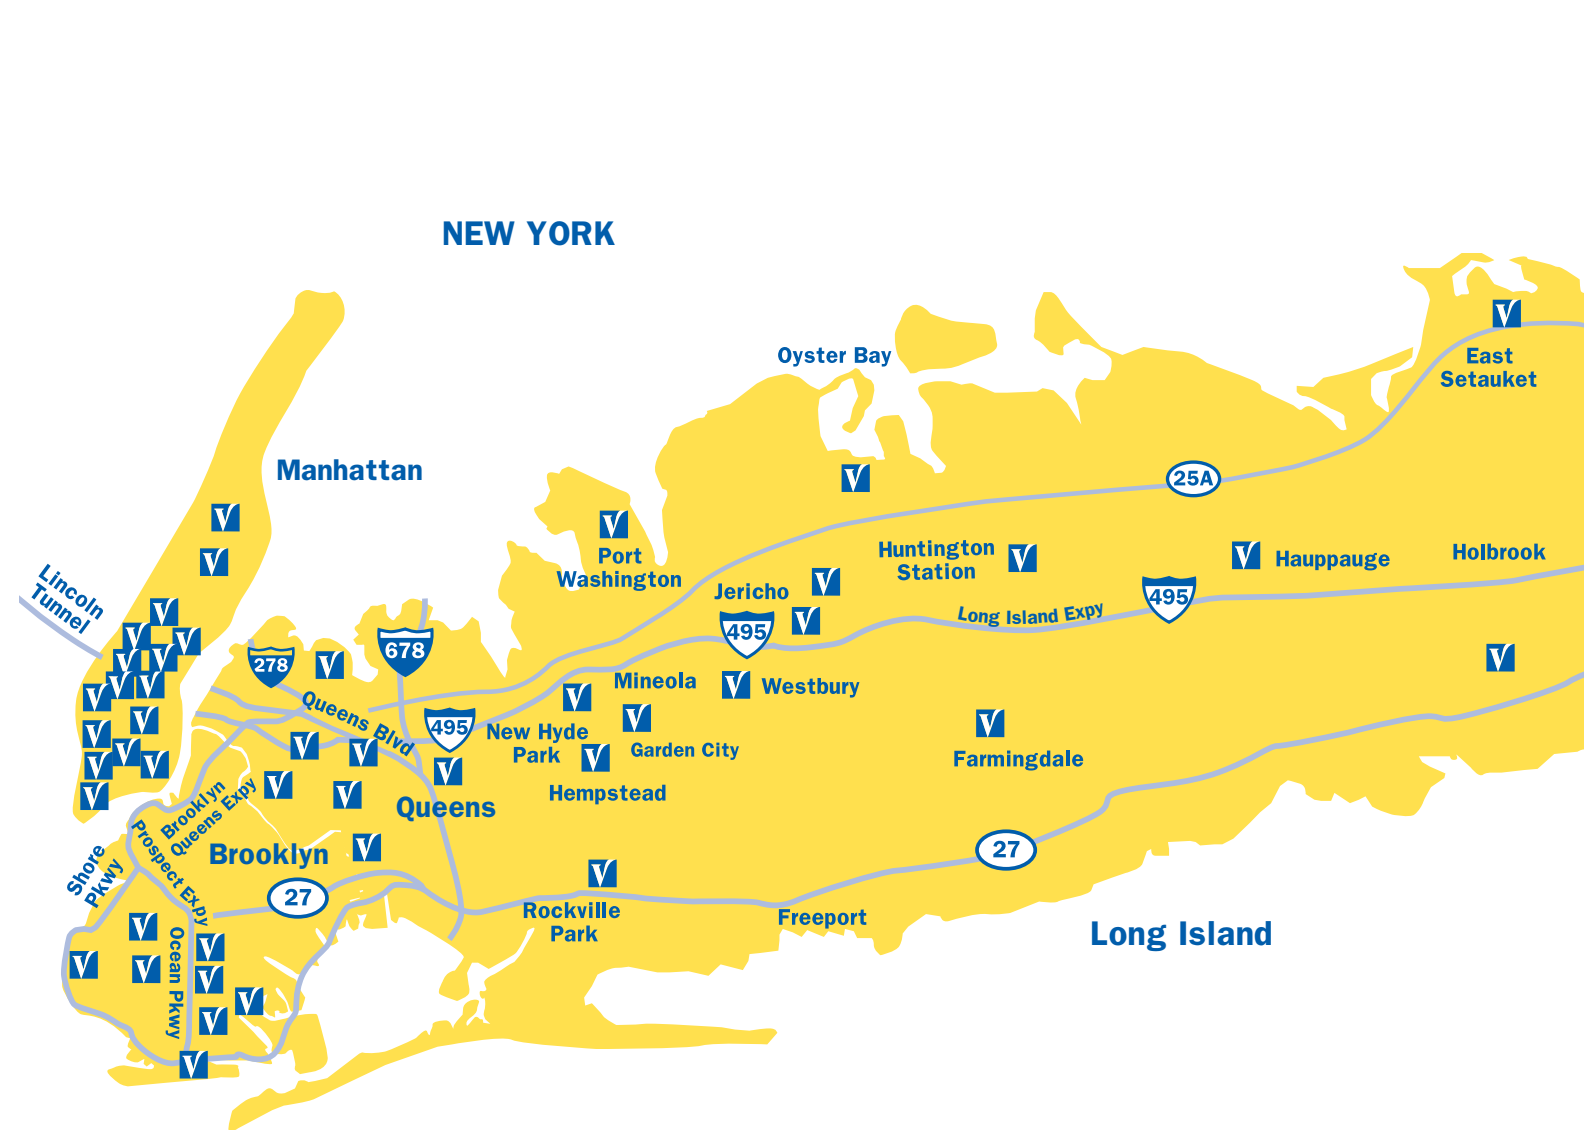 NEW YORK
Oyster Bay
East
Setauket
Manhattan
25A
Port
Washington
Huntington
Station
Hauppauge
Holbrook
Lincoln
Tunnel
Jericho
495
Long Island Expy
495
278
678
Mineola
Westbury
Queens Blvd
495
New Hyde
Park
Garden City
Farmingdale
Hempstead
Queens
Brooklyn
Queens Expy
Prospect Expy
Shore
Pkwy
Brooklyn
27
27
Rockville
Park
Freeport
Long Island
Ocean Pkwy